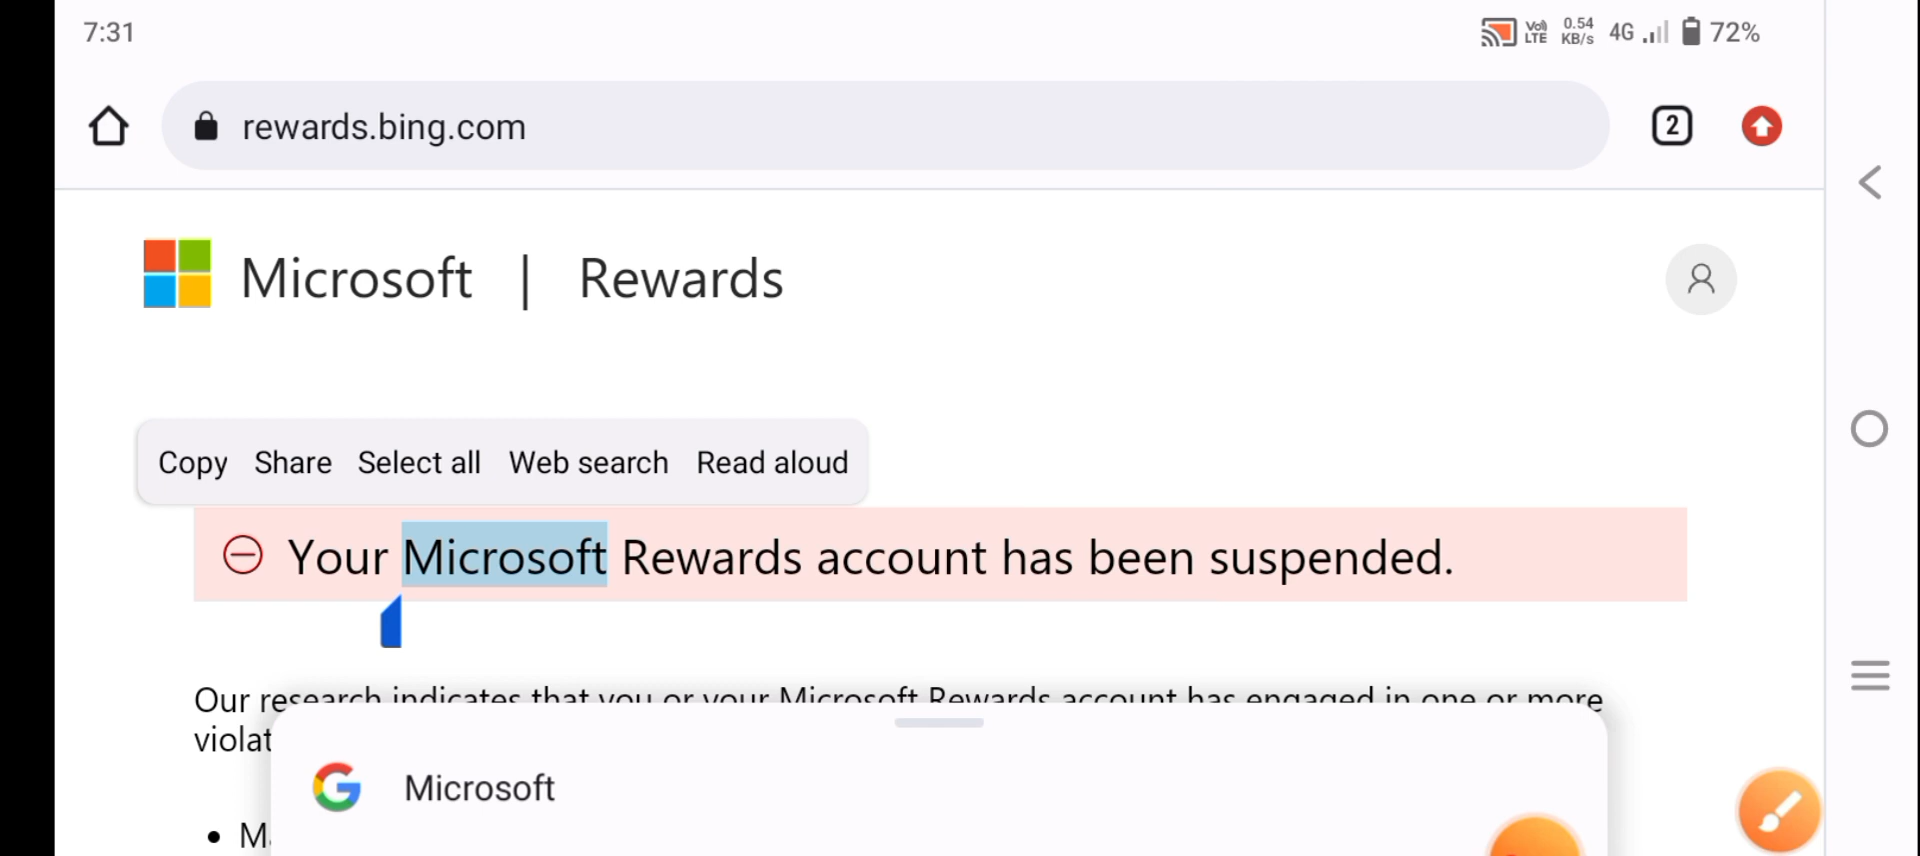 7:31
Vo) LTE 0.54 KB/s 4G 72%
rewards.bing.com
2
Microsoft | Rewards
Copy Share Select all Web search Read aloud
Your Microsoft Rewards account has been suspended.
Our research indicates that you or your Microsoft Rewards account has engaged in one or more
violat
Microsoft
• M